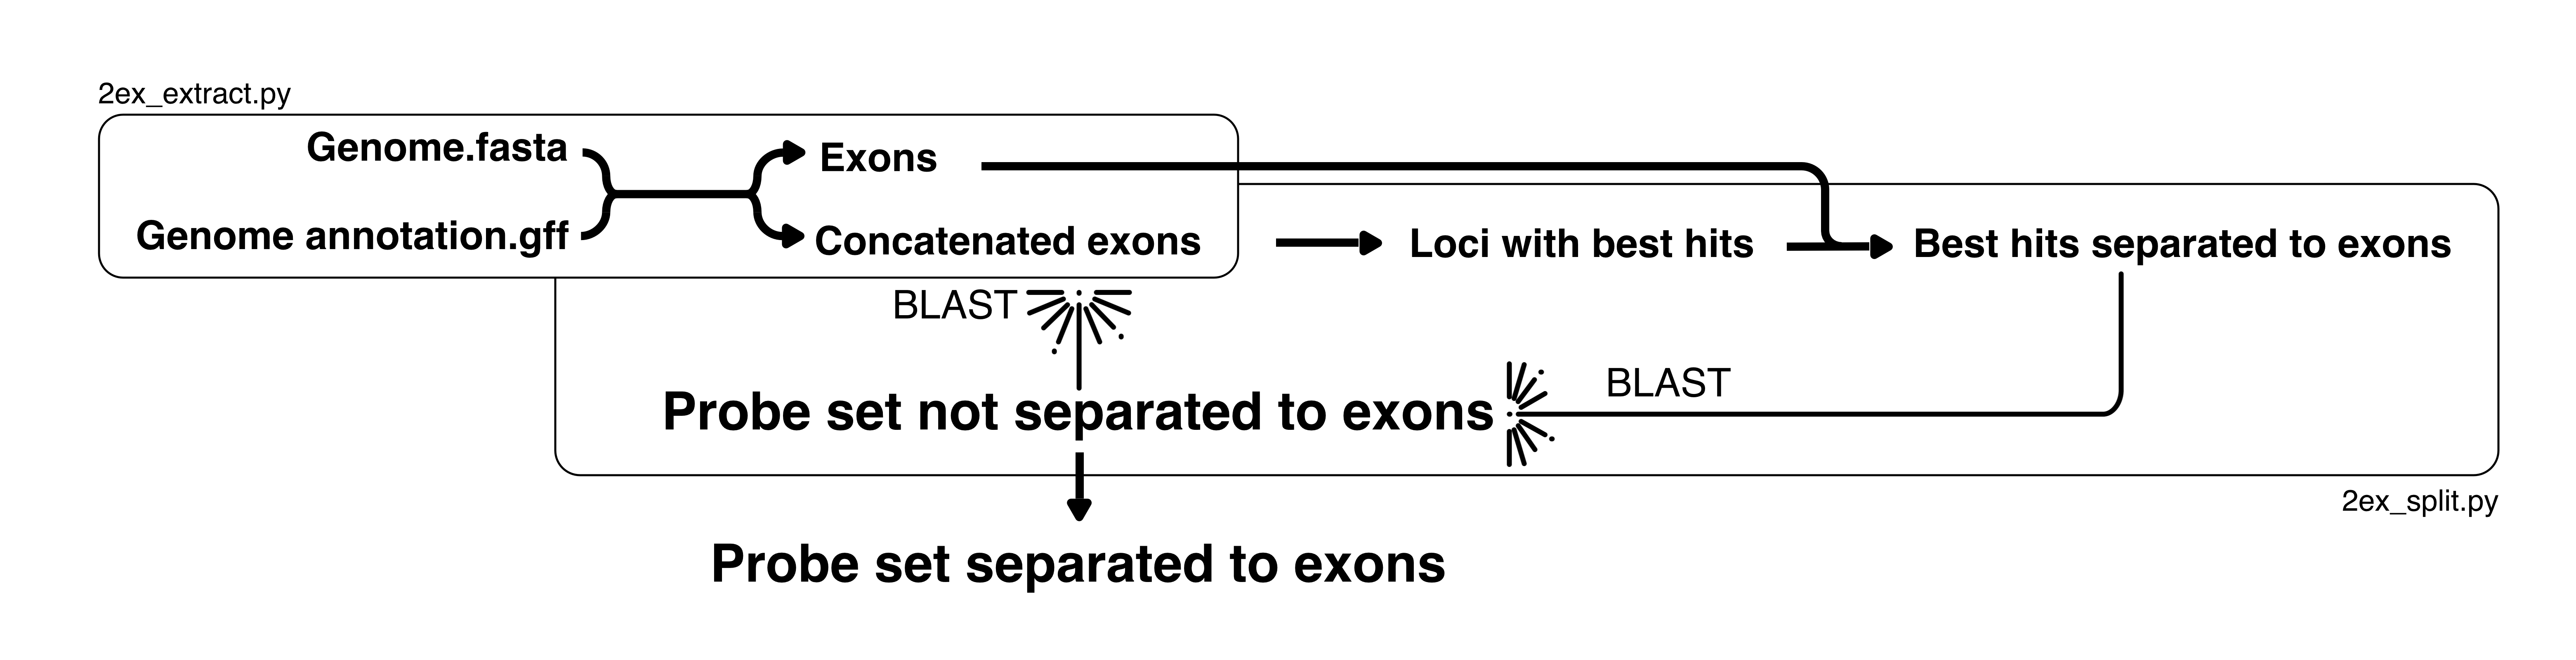 2ex_extract.py
Genome.fasta
Exons
Genome annotation.gff
Concatenated exons
Loci with best hits
Best hits separated to exons
BLAST
BLAST
Probe set not separated to exons
2ex_split.py
Probe set separated to exons